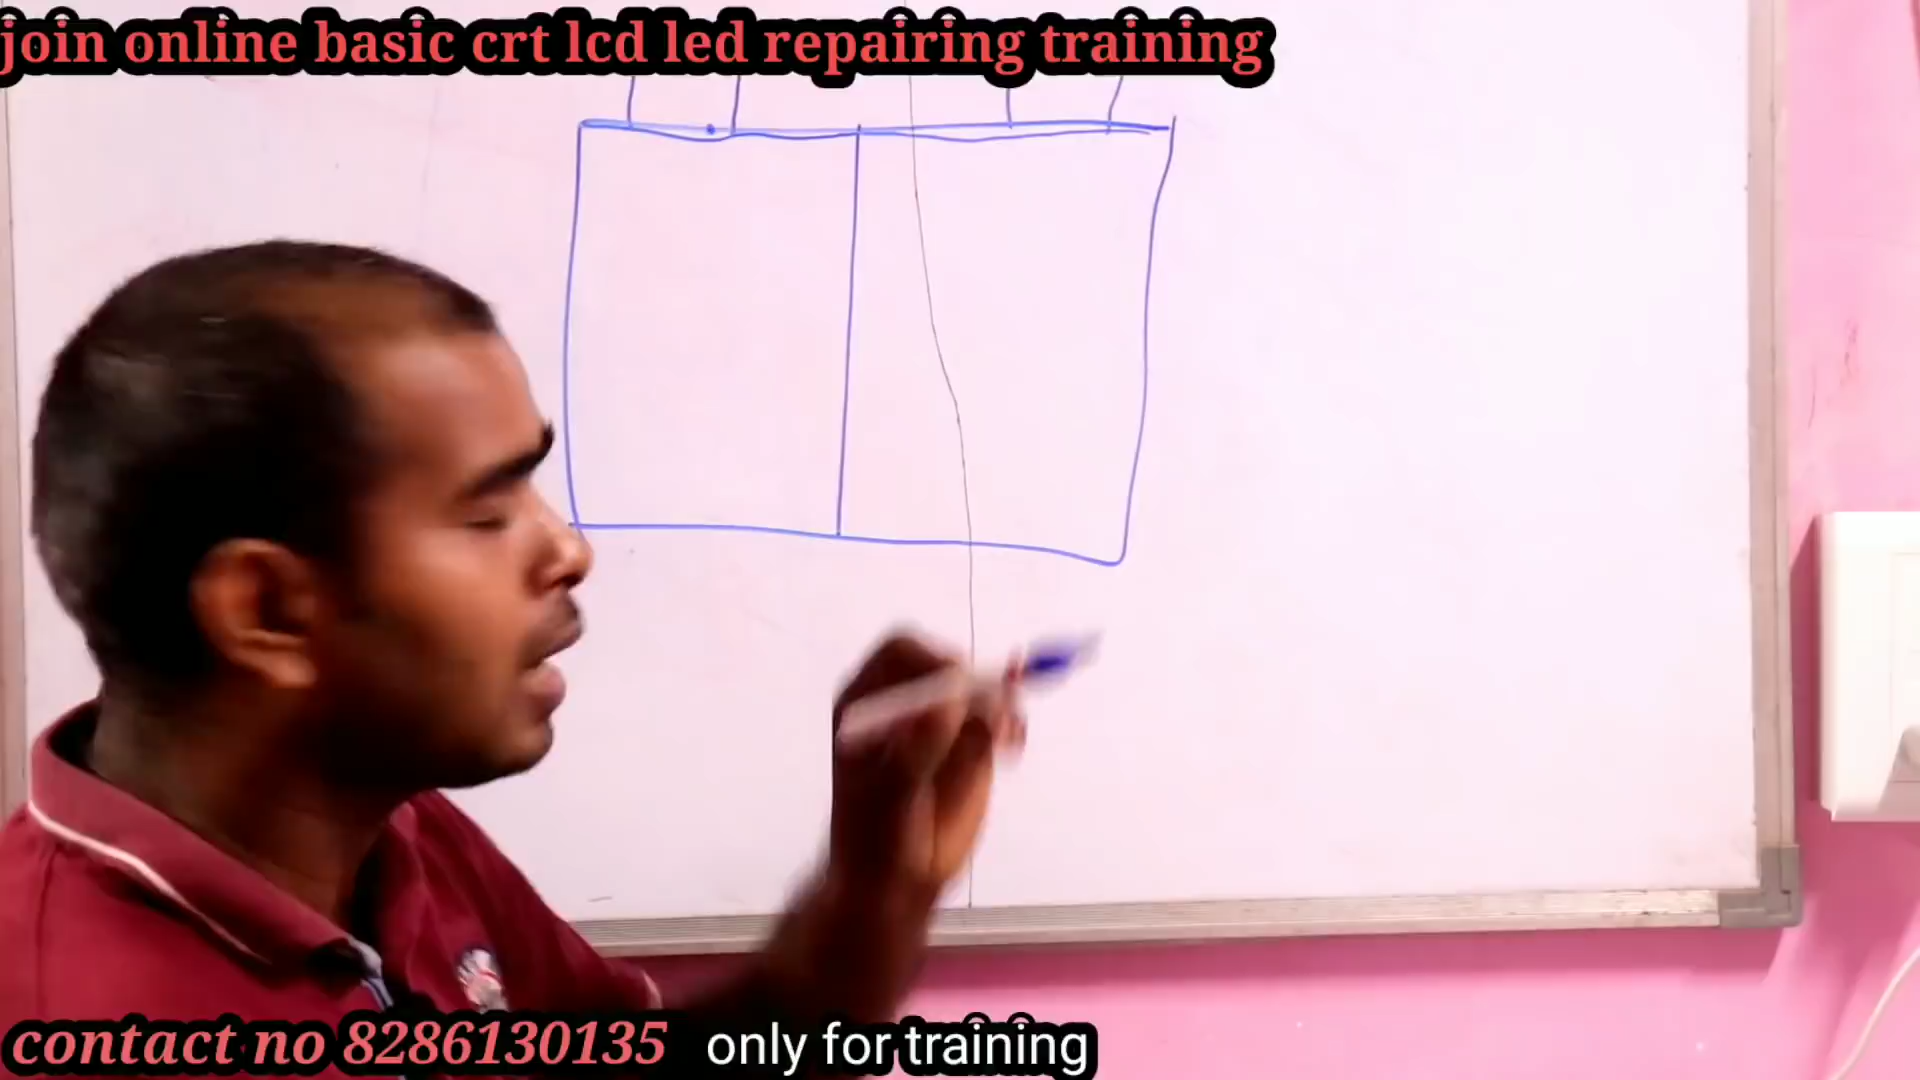 join online basic crt lcd led repairing training
contact no 8286130135 only for training